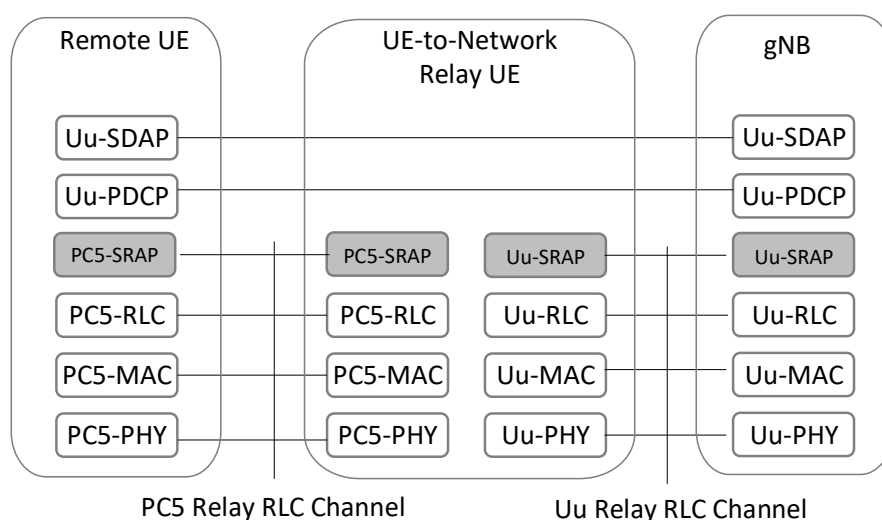 Remote UE
UE-to-Network
Relay UE
gNB
Uu-SDAP
Uu-SDAP
Uu-PDCP
Uu-PDCP
PC5-SRAP
PC5-SRAP
Uu-SRAP
Uu-SRAP
PC5-RLC
PC5-RLC
Uu-RLC
Uu-RLC
PC5-MAC
PC5-MAC
Uu-MAC
Uu-MAC
PC5-PHY
PC5-PHY
Uu-PHY
Uu-PHY
PC5 Relay RLC Channel
Uu Relay RLC Channel